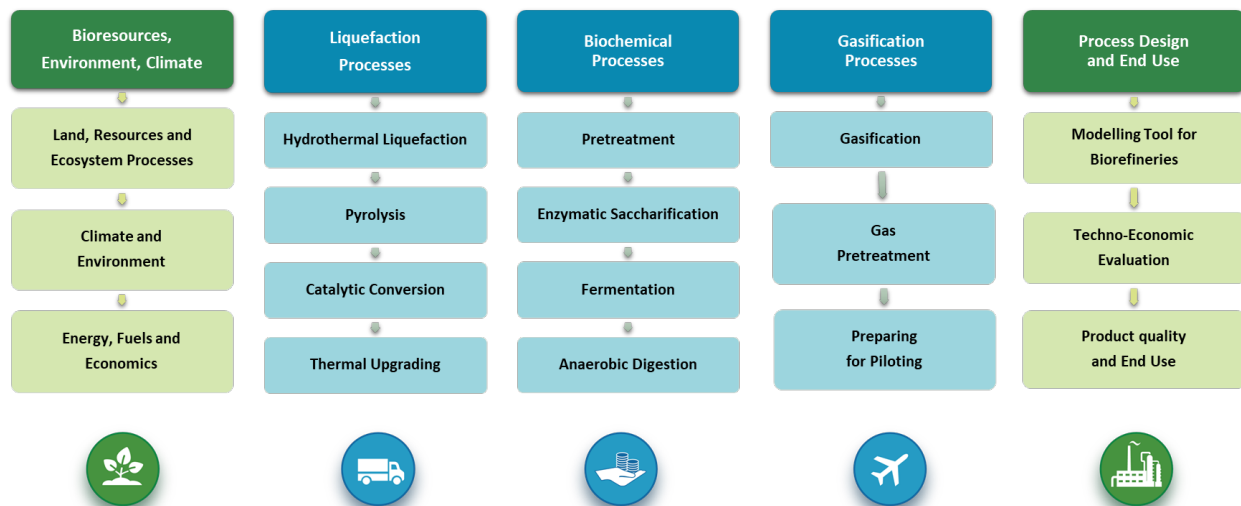 Bioresources,
Environment, Climate
Land, Resources and
Ecosystem Processes
Climate and
Environment
Energy, Fuels and
Economics
Liquefaction
Processes
Hydrothermal Liquefaction
Pyrolysis
Catalytic Conversion
Thermal Upgrading
Biochemical
Processes
Pretreatment
Enzymatic Saccharification
Fermentation
Anaerobic Digestion
Gasification
Processes
Gasification
Gas
Pretreatment
Preparing
for Piloting
Process Design
and End Use
Modelling Tool for
Biorefineries
Techno-Economic
Evaluation
Product quality
and End Use